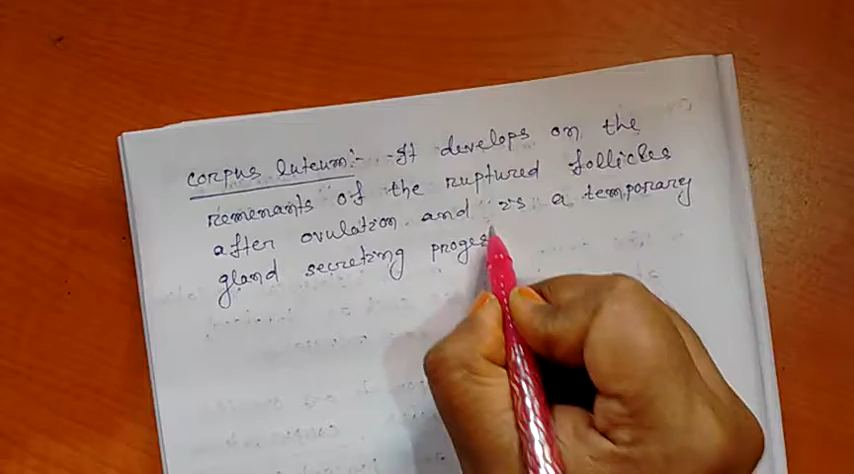 corpus luteum:- It develops on the
remenants of the ruptured follicles
after ovulation and is a temporary
gland secreting proges